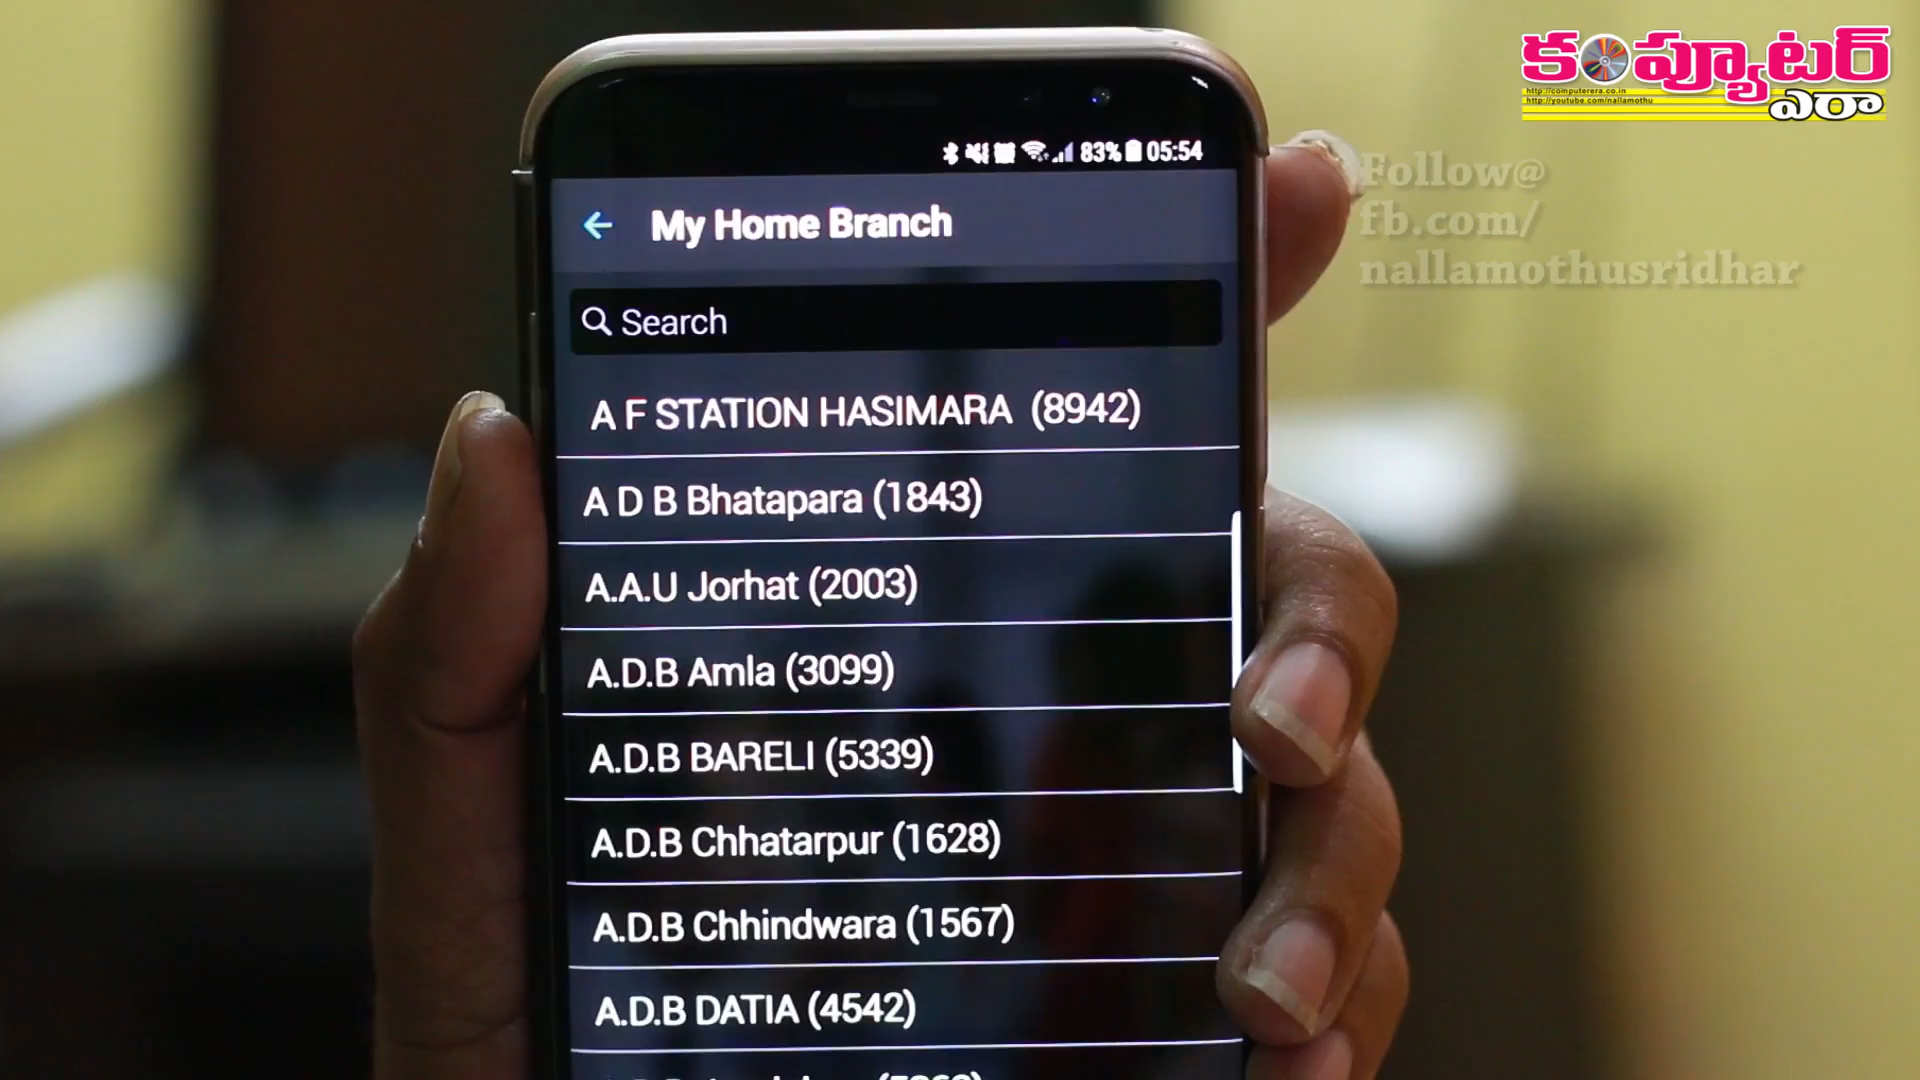 కంప్యూటర్
http://computerera.co.in
http://youtube.com/nallamothu
ఎరా
Follow@
fb.com/
nallamothusridhar
83% 05:54
My Home Branch
Search
A F STATION HASIMARA (8942)
A D B Bhatapara (1843)
A.A.U Jorhat (2003)
A.D.B Amla (3099)
A.D.B BARELI (5339)
A.D.B Chhatarpur (1628)
A.D.B Chhindwara (1567)
A.D.B DATIA (4542)